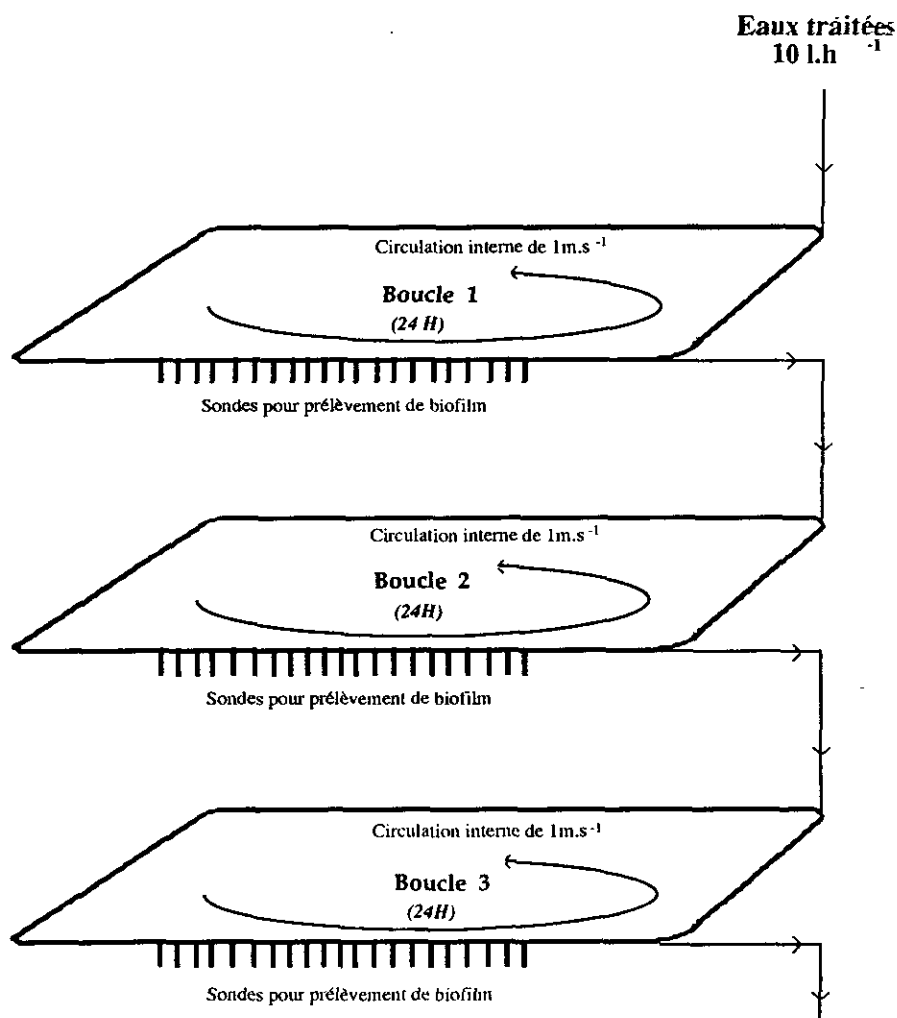 Eaux traitées
10 l.h -1
Circulation interne de 1m.s -1
Boucle 1
(24 H)
Sondes pour prélèvement de biofilm
Circulation interne de 1m.s -1
Boucle 2
(24H)
Sondes pour prélèvement de biofilm
Circulation interne de 1m.s -1
Boucle 3
(24H)
Sondes pour prélèvement de biofilm